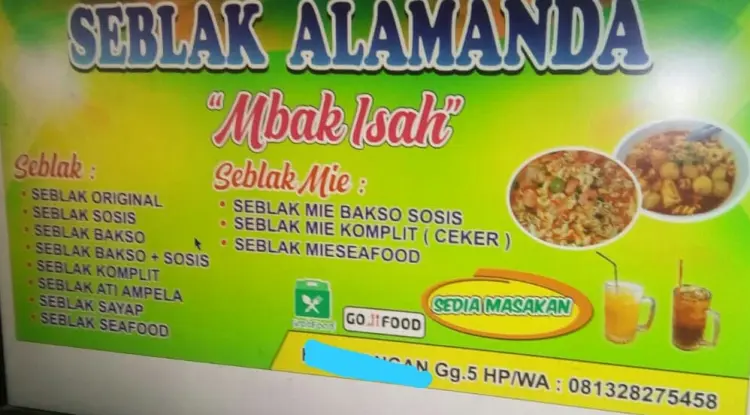 SEBLAK ALAMANDA
"Mbak Isah"
Seblak :
• SEBLAK ORIGINAL
• SEBLAK SOSIS
• SEBLAK BAKSO
• SEBLAK BAKSO + SOSIS
• SEBLAK KOMPLIT
• SEBLAK ATI AMPELA
• SEBLAK SAYAP
• SEBLAK SEAFOOD
Seblak Mie :
• SEBLAK MIE BAKSO SOSIS
• SEBLAK MIE KOMPLIT ( CEKER )
• SEBLAK MIESEAFOOD
GOJFOOD
SEDIA MASAKAN
Gg.5 HP/WA : 081328275458